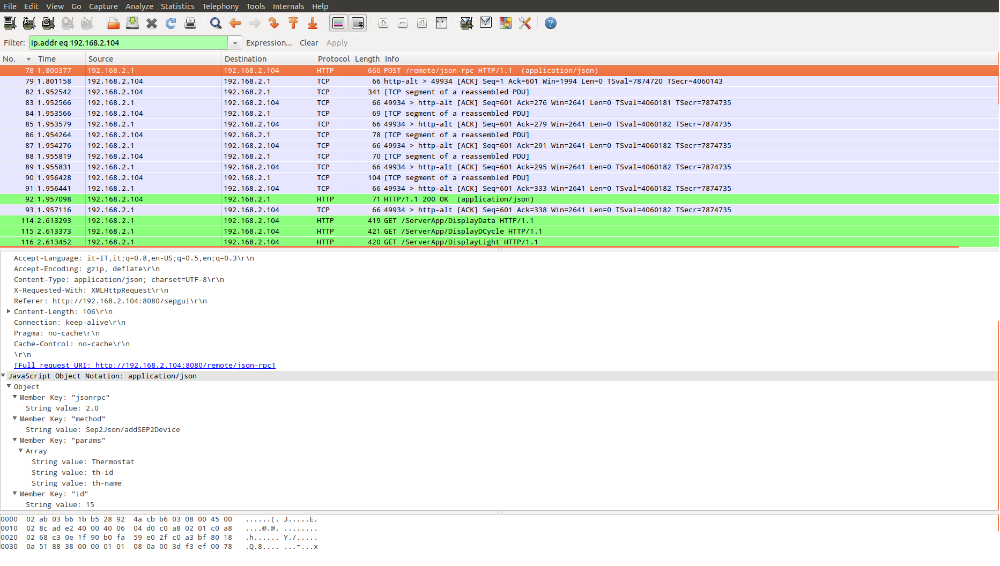 File Edit View Go Capture Analyze Statistics Telephony Tools Internals Help
Filter: ip.addr eq 192.168.2.104 Expression... Clear Apply
No. Time Source Destination Protocol Length Info
78 1.800377 192.168.2.1 192.168.2.104 HTTP 666 POST /remote/json-rpc HTTP/1.1 (application/json)
79 1.801158 192.168.2.104 192.168.2.1 TCP 66 http-alt > 49934 [ACK] Seq=1 Ack=601 Win=1994 Len=0 TSval=7874720 TSecr=4060143
82 1.952542 192.168.2.104 192.168.2.1 TCP 341 [TCP segment of a reassembled PDU]
83 1.952566 192.168.2.1 192.168.2.104 TCP 66 49934 > http-alt [ACK] Seq=601 Ack=276 Win=2641 Len=0 TSval=4060181 TSecr=7874735
84 1.953566 192.168.2.104 192.168.2.1 TCP 69 [TCP segment of a reassembled PDU]
85 1.953579 192.168.2.1 192.168.2.104 TCP 66 49934 > http-alt [ACK] Seq=601 Ack=279 Win=2641 Len=0 TSval=4060182 TSecr=7874735
86 1.954264 192.168.2.104 192.168.2.1 TCP 78 [TCP segment of a reassembled PDU]
87 1.954276 192.168.2.1 192.168.2.104 TCP 66 49934 > http-alt [ACK] Seq=601 Ack=291 Win=2641 Len=0 TSval=4060182 TSecr=7874735
88 1.955819 192.168.2.104 192.168.2.1 TCP 70 [TCP segment of a reassembled PDU]
89 1.955831 192.168.2.1 192.168.2.104 TCP 66 49934 > http-alt [ACK] Seq=601 Ack=295 Win=2641 Len=0 TSval=4060182 TSecr=7874735
90 1.956428 192.168.2.104 192.168.2.1 TCP 104 [TCP segment of a reassembled PDU]
91 1.956441 192.168.2.1 192.168.2.104 TCP 66 49934 > http-alt [ACK] Seq=601 Ack=333 Win=2641 Len=0 TSval=4060182 TSecr=7874735
92 1.957098 192.168.2.104 192.168.2.1 HTTP 71 HTTP/1.1 200 OK (application/json)
93 1.957116 192.168.2.1 192.168.2.104 TCP 66 49934 > http-alt [ACK] Seq=601 Ack=338 Win=2641 Len=0 TSval=4060182 TSecr=7874735
114 2.613293 192.168.2.1 192.168.2.104 HTTP 419 GET /ServerApp/DisplayData HTTP/1.1
115 2.613373 192.168.2.1 192.168.2.104 HTTP 421 GET /ServerApp/DisplayDCycle HTTP/1.1
116 2.613452 192.168.2.1 192.168.2.104 HTTP 420 GET /ServerApp/DisplayLight HTTP/1.1
Accept-Language: it-IT,it;q=0.8,en-US;q=0.5,en;q=0.3\r\n
Accept-Encoding: gzip, deflate\r\n
Content-Type: application/json; charset=UTF-8\r\n
X-Requested-With: XMLHttpRequest\r\n
Referer: http://192.168.2.104:8080/sepgui\r\n
Content-Length: 106\r\n
Connection: keep-alive\r\n
Pragma: no-cache\r\n
Cache-Control: no-cache\r\n
\r\n
[Full request URI: http://192.168.2.104:8080/remote/json-rpc]
JavaScript Object Notation: application/json
Object
Member Key: "jsonrpc"
String value: 2.0
Member Key: "method"
String value: Sep2Json/addSEP2Device
Member Key: "params"
Array
String value: Thermostat
String value: th-id
String value: th-name
Member Key: "id"
String value: 15
0000 02 ab 03 b6 1b b5 28 92 4a cb b6 03 08 00 45 00 ......(. J.....E.
0010 02 8c ad e2 40 00 40 06 04 d0 c0 a8 02 01 c0 a8 ....@.@. ........
0020 02 68 c3 0e 1f 90 b0 fa 59 e0 2f c0 a3 bf 80 18 .h...... Y./.....
0030 0a 51 88 38 00 00 01 01 08 0a 00 3d f3 ef 00 78 .Q.8.... ...=...x